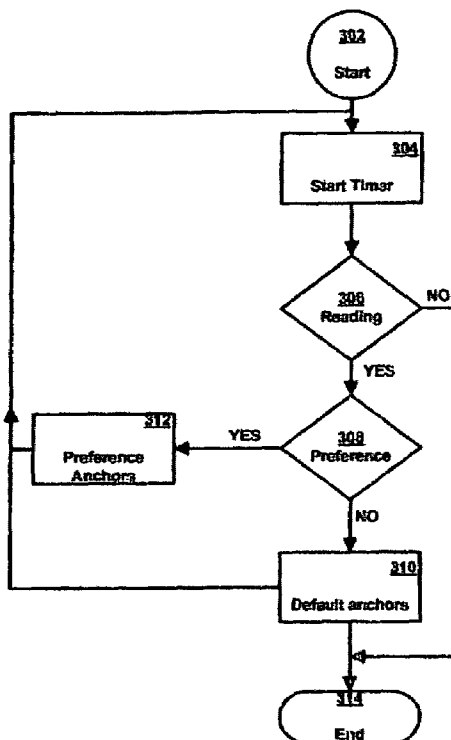 302
Start
304
Start Timer
306
Reading
NO
YES
308
Preference
YES
312
Preference
Anchors
NO
310
Default anchors
314
End